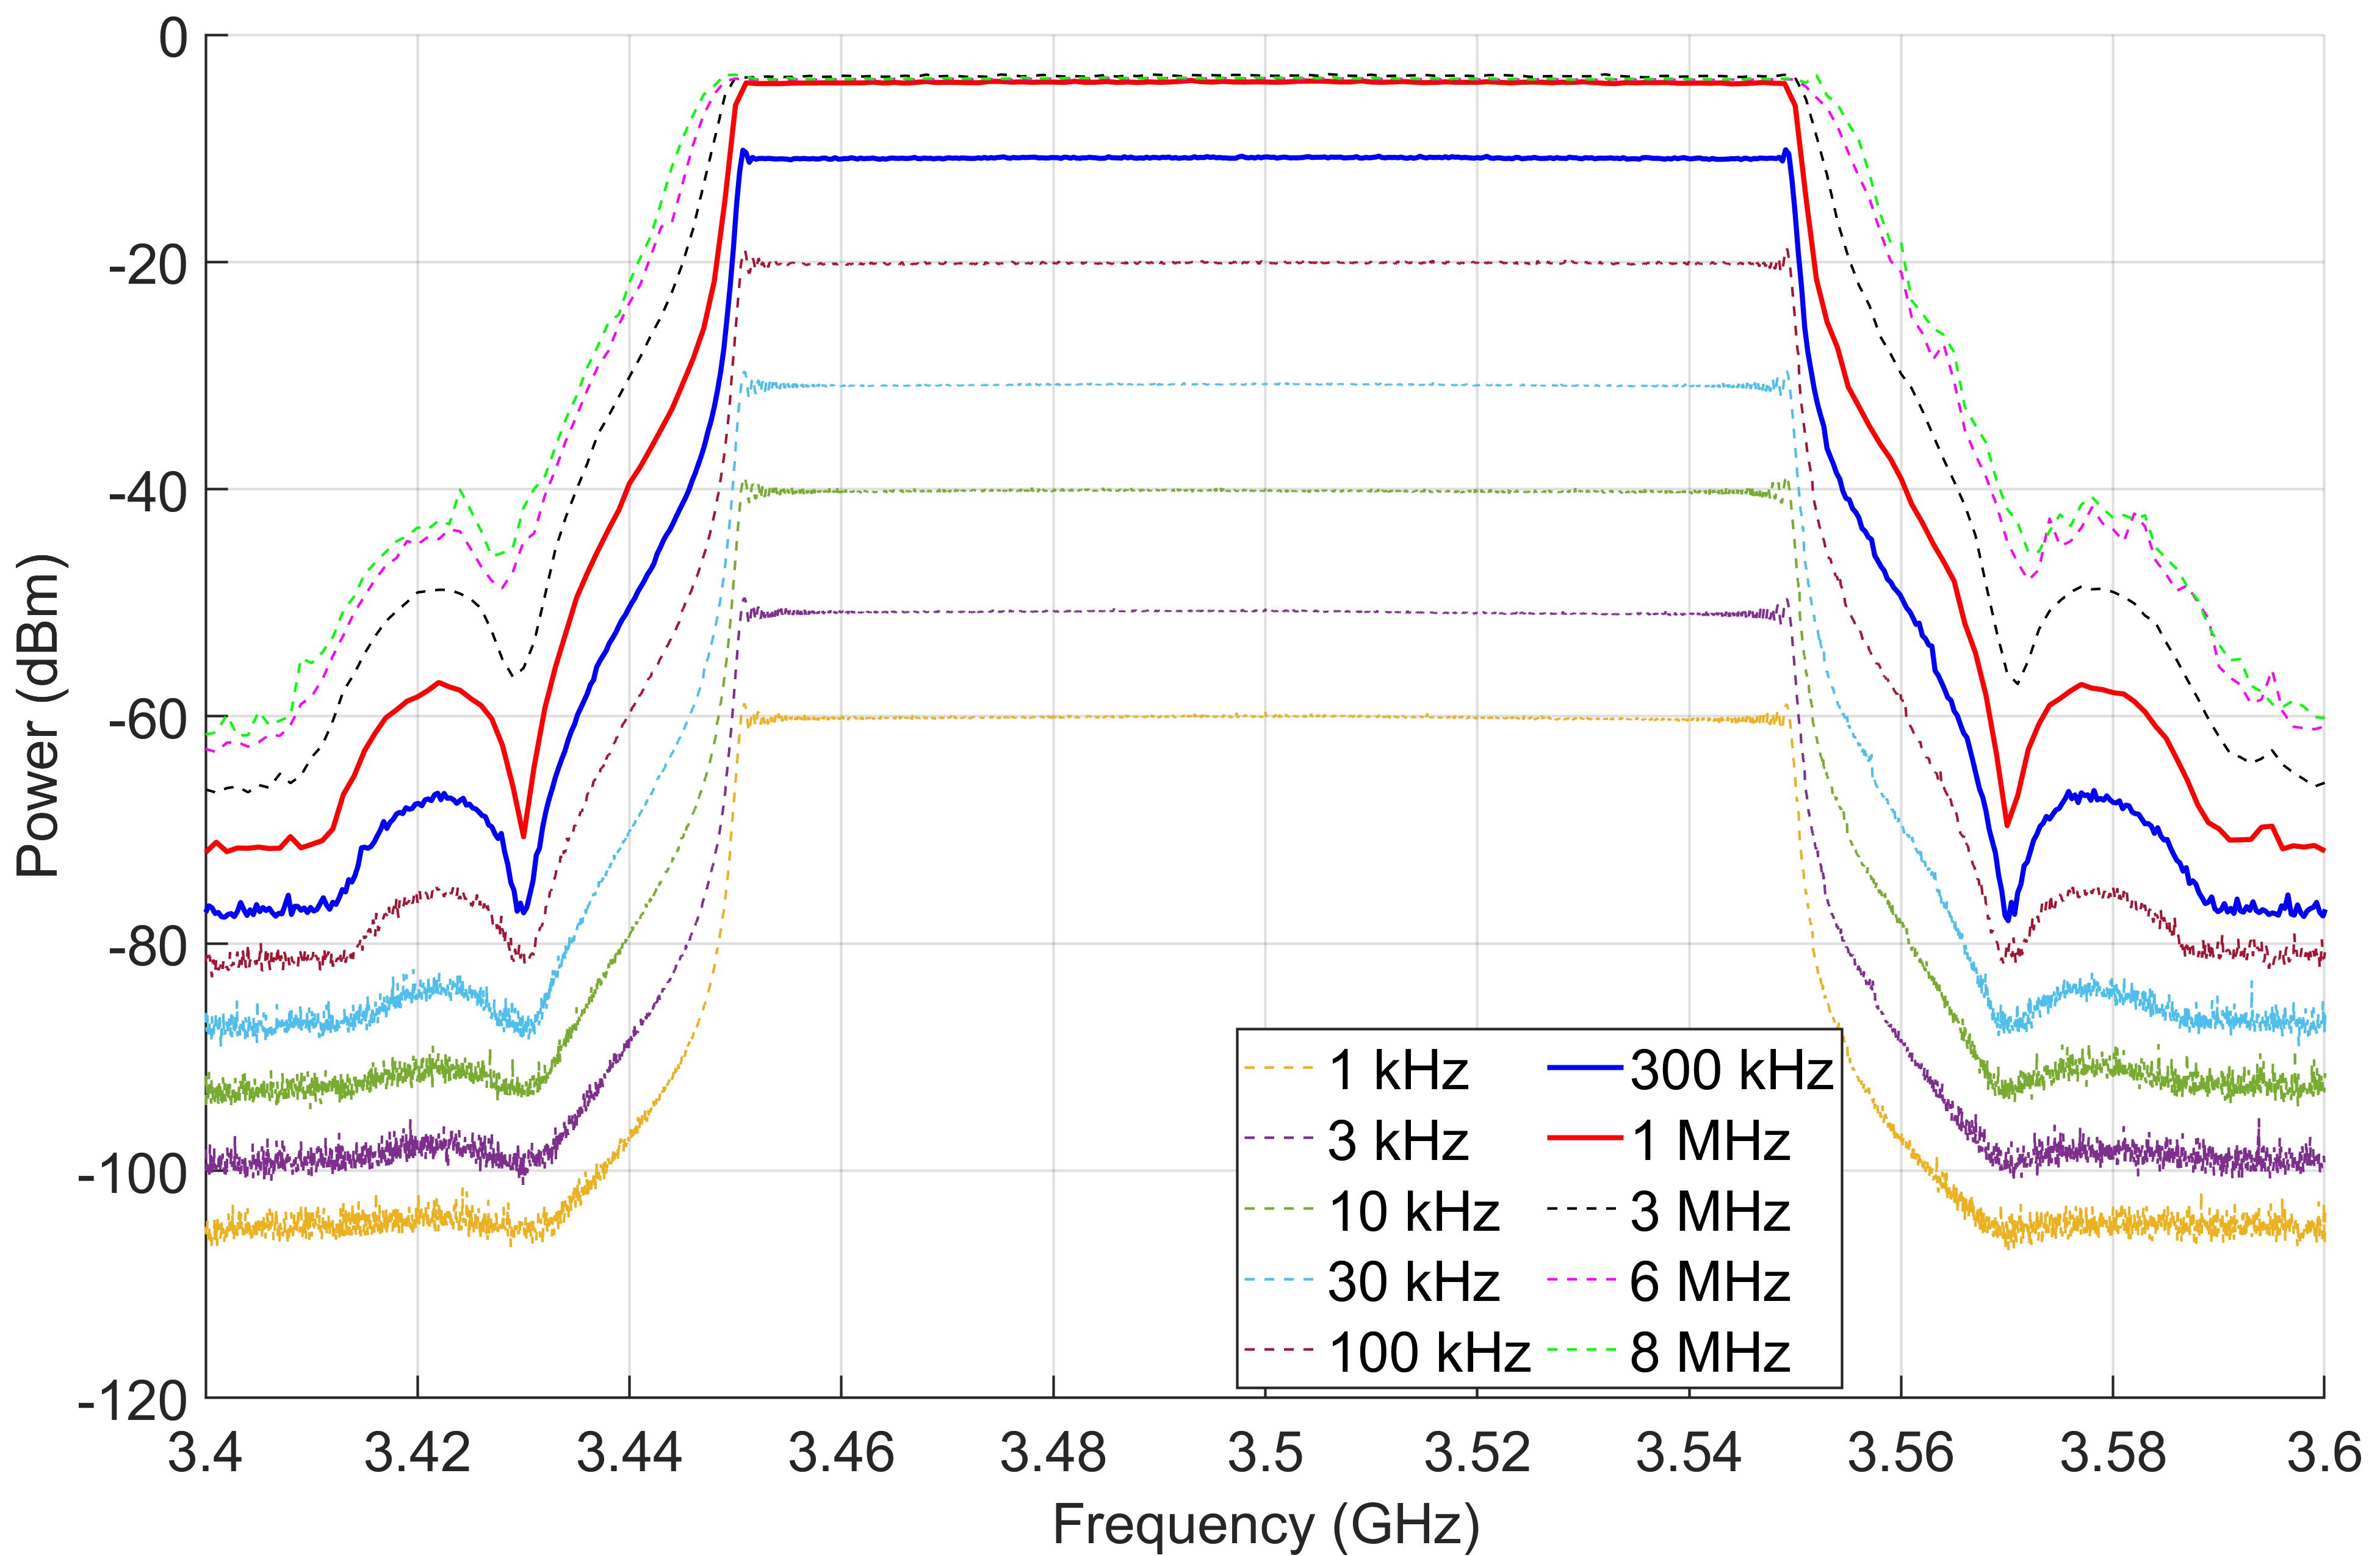 0
-20
-40
-60
-80
-100
-120
Power (dBm)
3.4 3.42 3.44 3.46 3.48 3.5 3.52 3.54 3.56 3.58 3.6
Frequency (GHz)
1 kHz 300 kHz
3 kHz 1 MHz
10 kHz 3 MHz
30 kHz 6 MHz
100 kHz 8 MHz